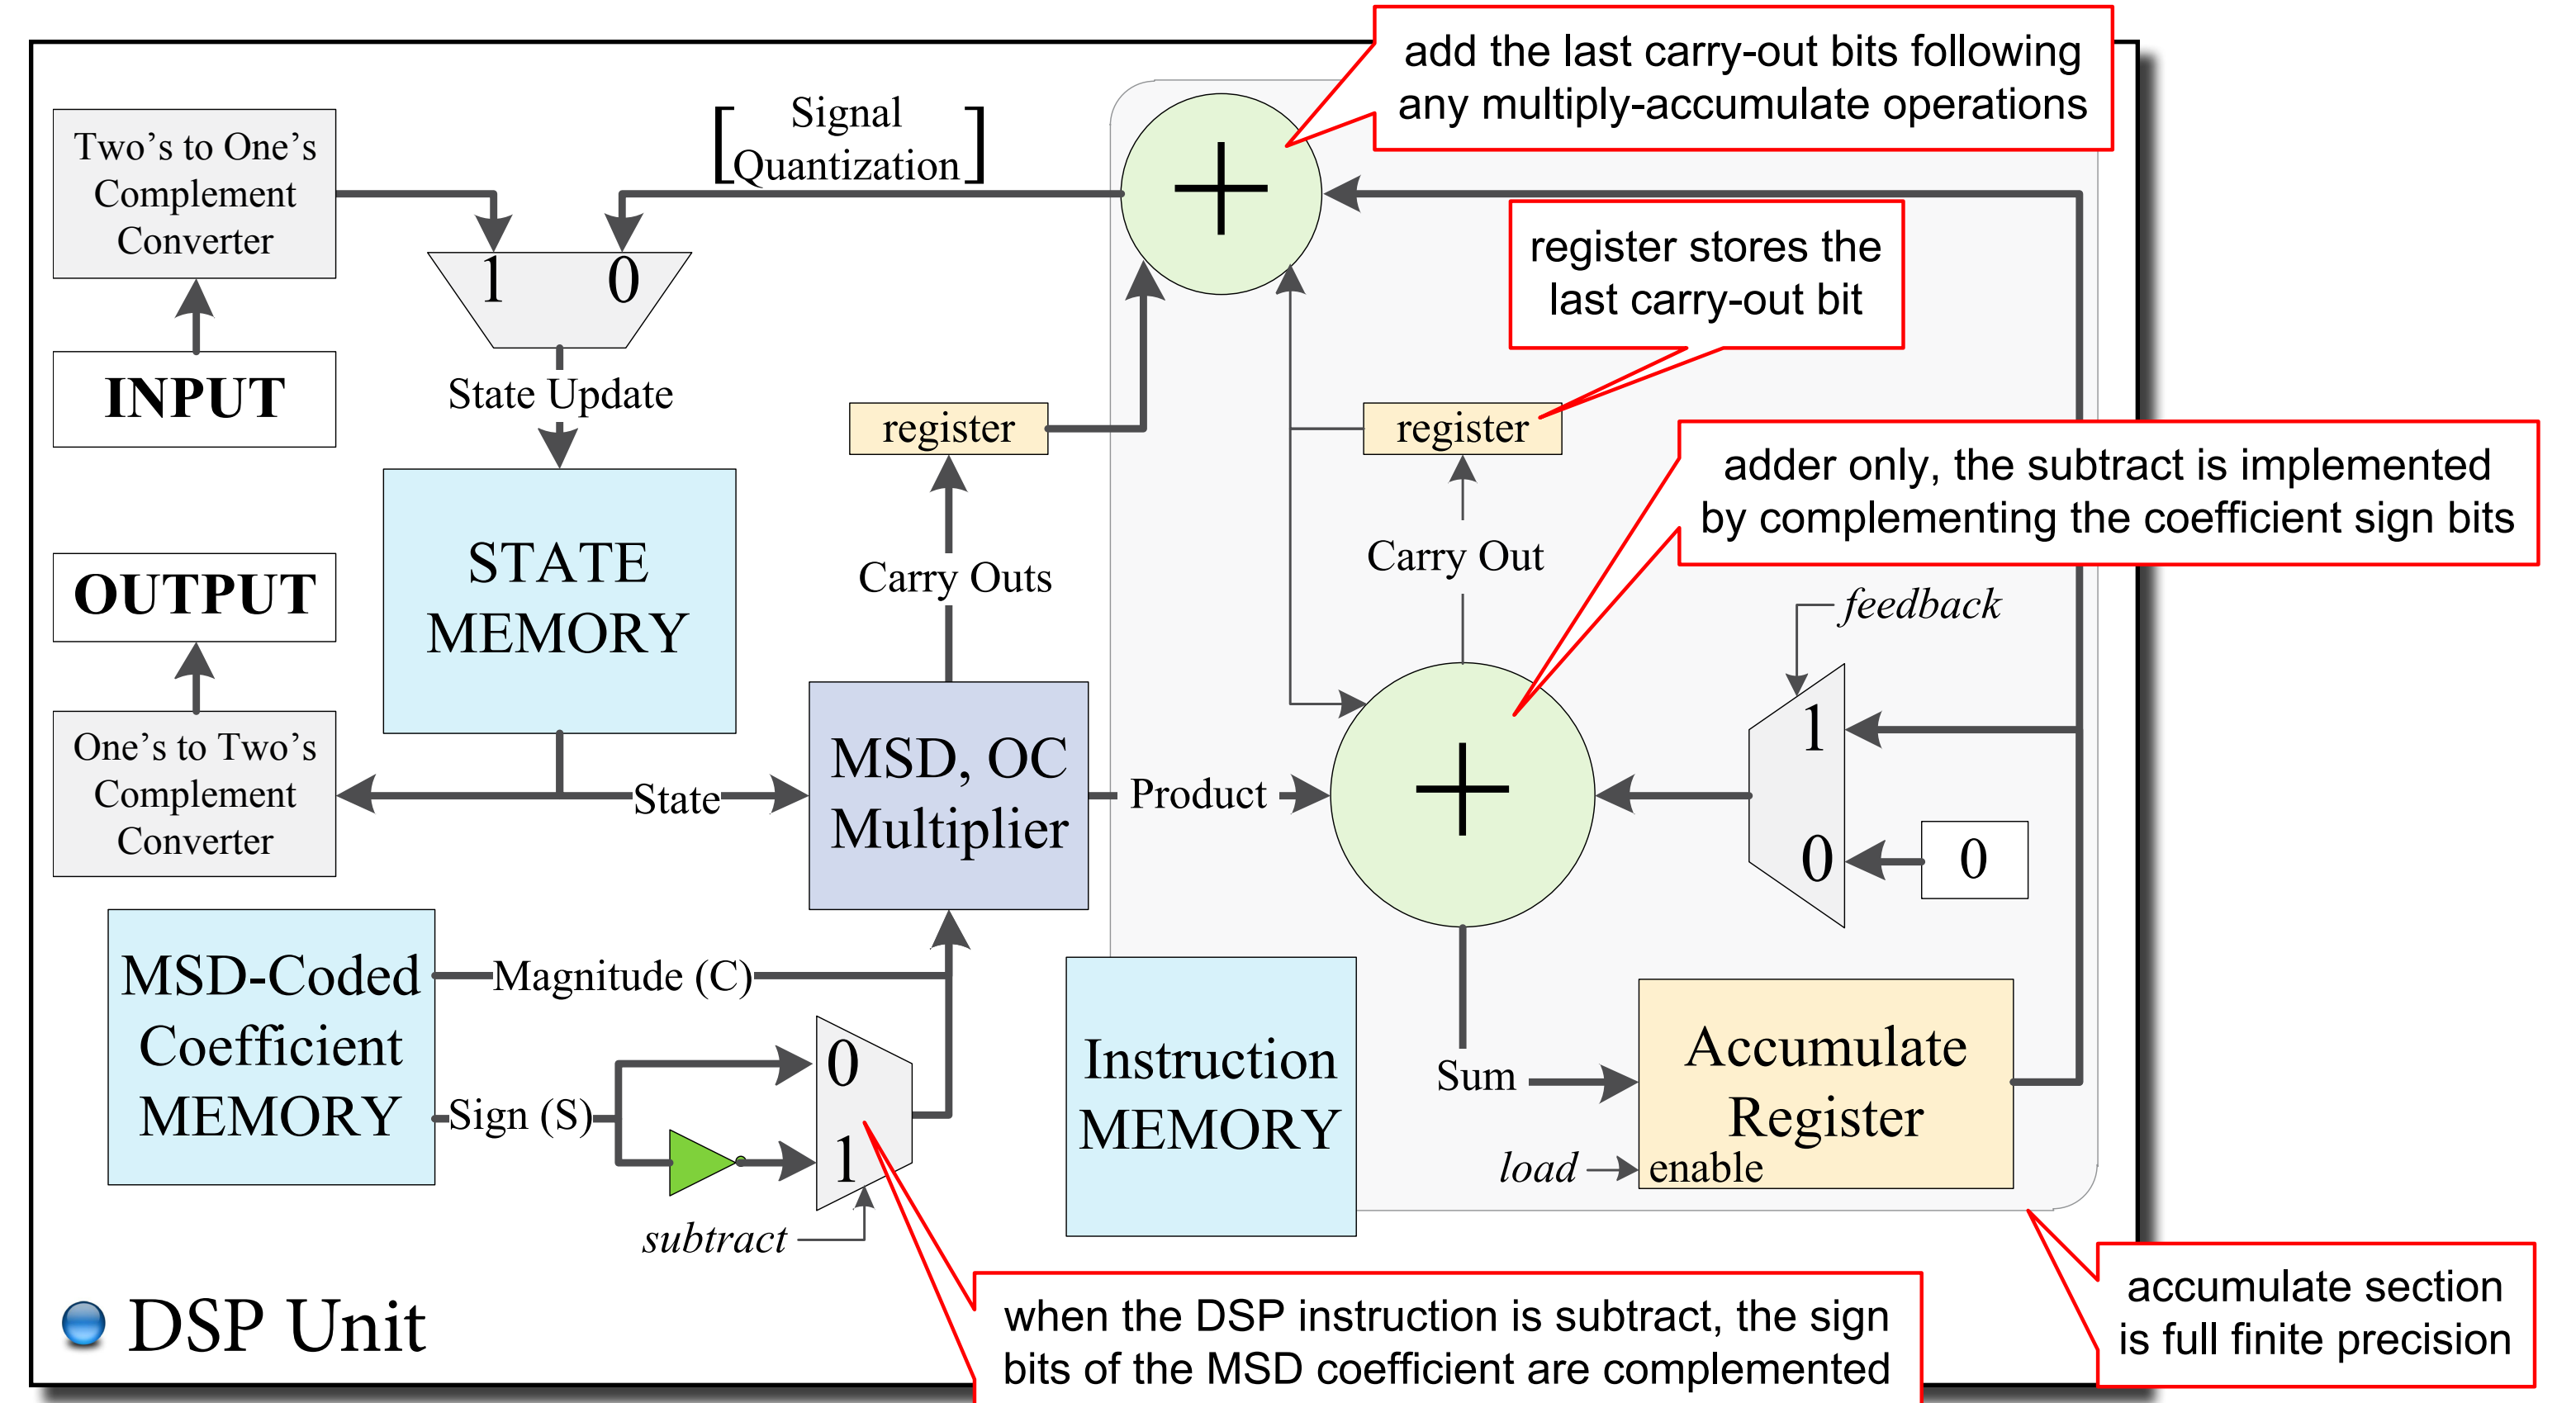 add the last carry-out bits following
any multiply-accumulate operations
Two's to One's
Complement
Converter
Signal
Quantization
1
0
register stores the
last carry-out bit
INPUT
State Update
register
register
adder only, the subtract is implemented
by complementing the coefficient sign bits
STATE
MEMORY
Carry Outs
Carry Out
OUTPUT
feedback
One's to Two's
Complement
Converter
State
MSD, OC
Multiplier
Product
1
0
0
MSD-Coded
Coefficient
MEMORY
Magnitude (C)
Sign (S)
0
1
subtract
Instruction
MEMORY
Sum
Accumulate
Register
load
enable
DSP Unit
when the DSP instruction is subtract, the sign
bits of the MSD coefficient are complemented
accumulate section
is full finite precision